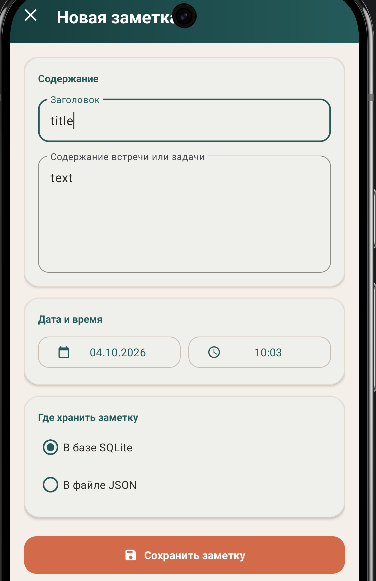 Новая заметка
Содержание
Заголовок
title
Содержание встречи или задачи
text
Дата и время
04.10.2026
10:03
Где хранить заметку
В базе SQLite
В файле JSON
Сохранить заметку